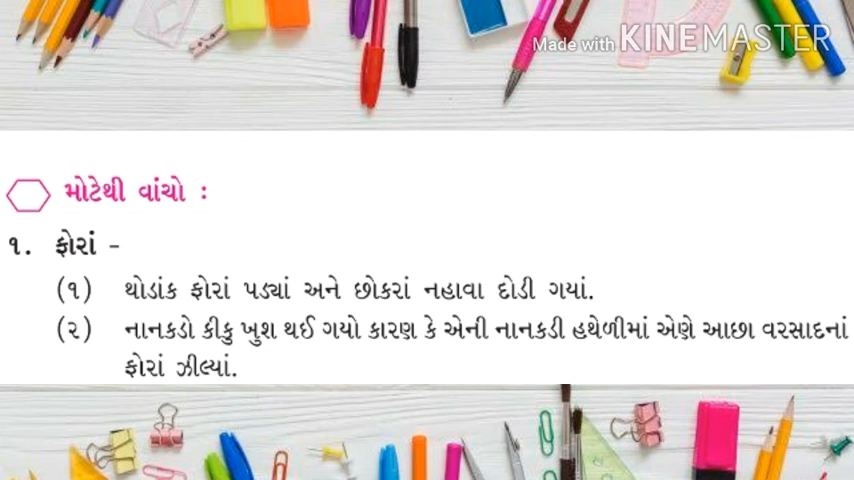 Made with KINEMASTER
મોટેથી વાંચો :
૧. ફોરાં -
(૧) થોડાંક ફોરાં પડ્યાં અને છોકરાં નહાવા દોડી ગયાં.
(૨) નાનકડો કીકુ ખુશ થઈ ગયો કારણ કે એની નાનકડી હથેળીમાં એણે આછા વરસાદનાં
ફોરાં ઝીલ્યાં.